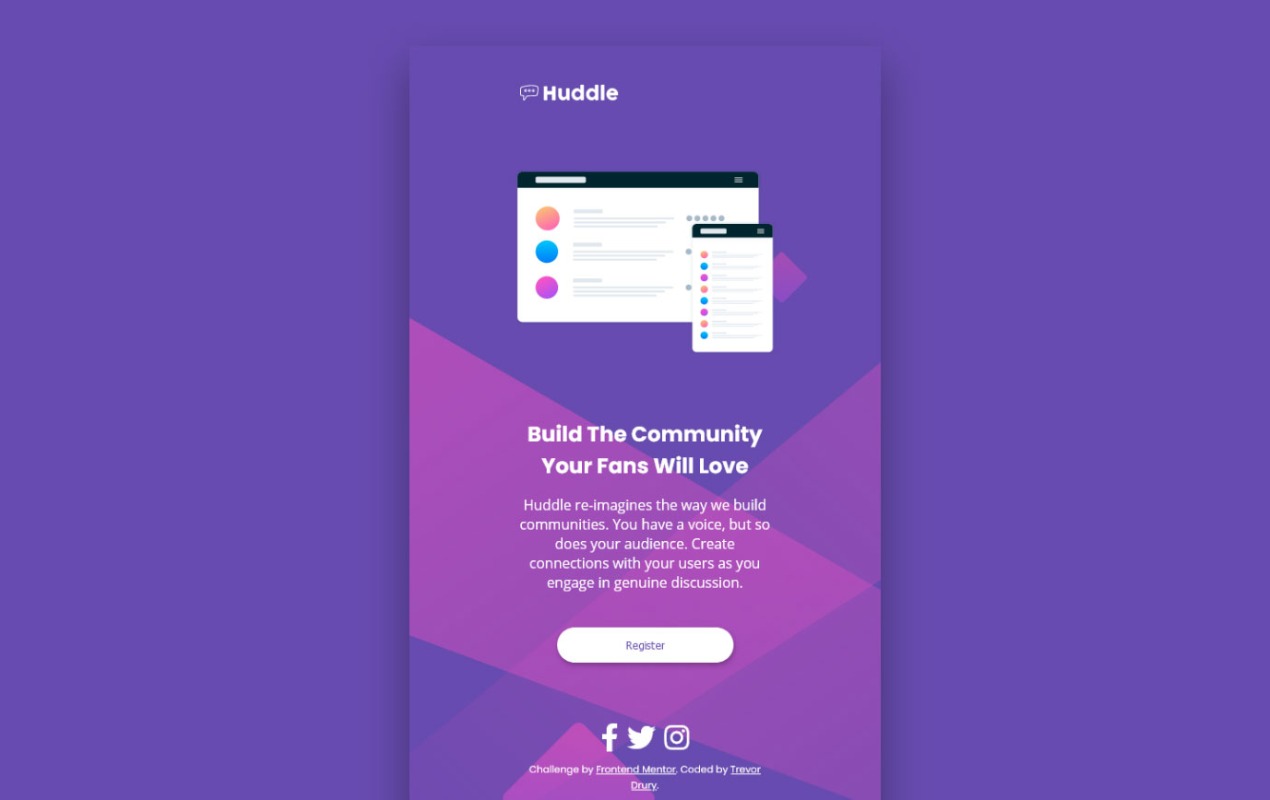 Huddle
Build The Community
Your Fans Will Love
Huddle re-imagines the way we build
communities. You have a voice, but so
does your audience. Create
connections with your users as you
engage in genuine discussion.
Register
Challenge by Frontend Mentor. Coded by Trevor
Drury.